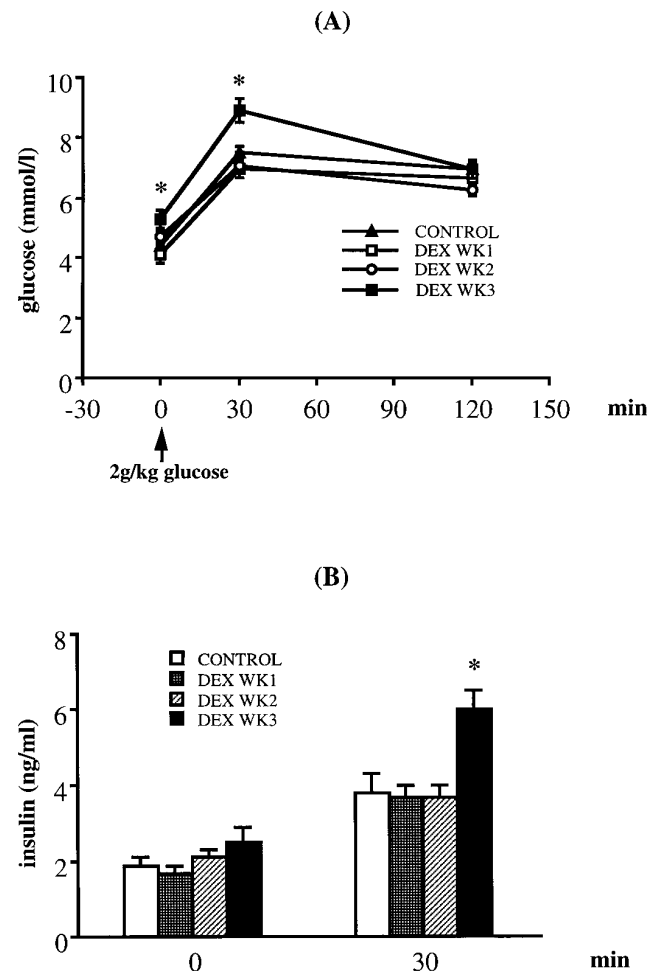 (A)
10
8
6
4
2
0
glucose (mmol/l)
*
*
CONTROL
DEX WK1
DEX WK2
DEX WK3
-30 0 30 60 90 120 150 min
2g/kg glucose
(B)
8
6
4
2
0
insulin (ng/ml)
CONTROL
DEX WK1
DEX WK2
DEX WK3
*
0 30 min